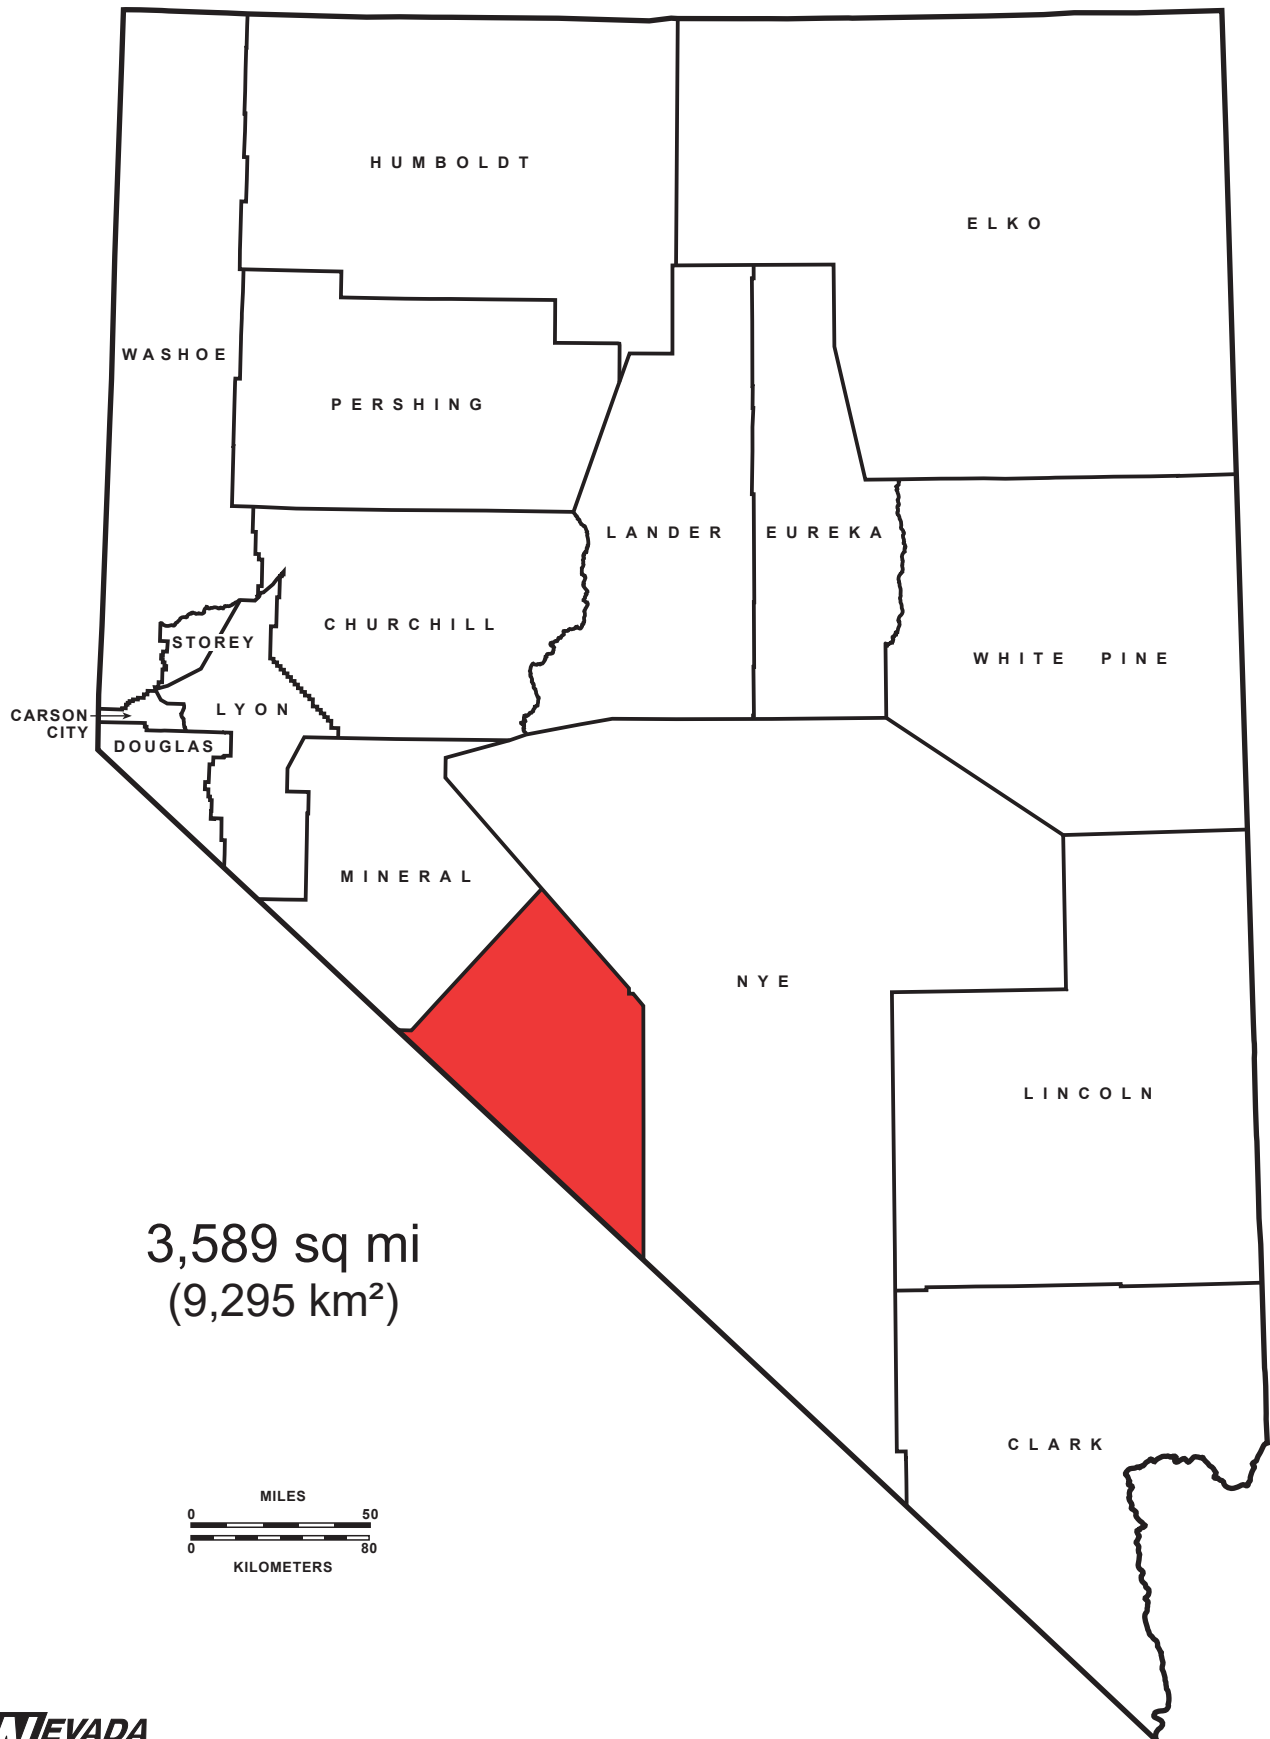 HUMBOLDT
ELKO
WASHOE
PERSHING
LANDER
EUREKA
CHURCHILL
STOREY
WHITE PINE
LYON
CARSON
CITY
DOUGLAS
MINERAL
NYE
LINCOLN
3,589 sq mi
(9,295 km²)
CLARK
MILES
0 50
0 80
KILOMETERS
NEVADA